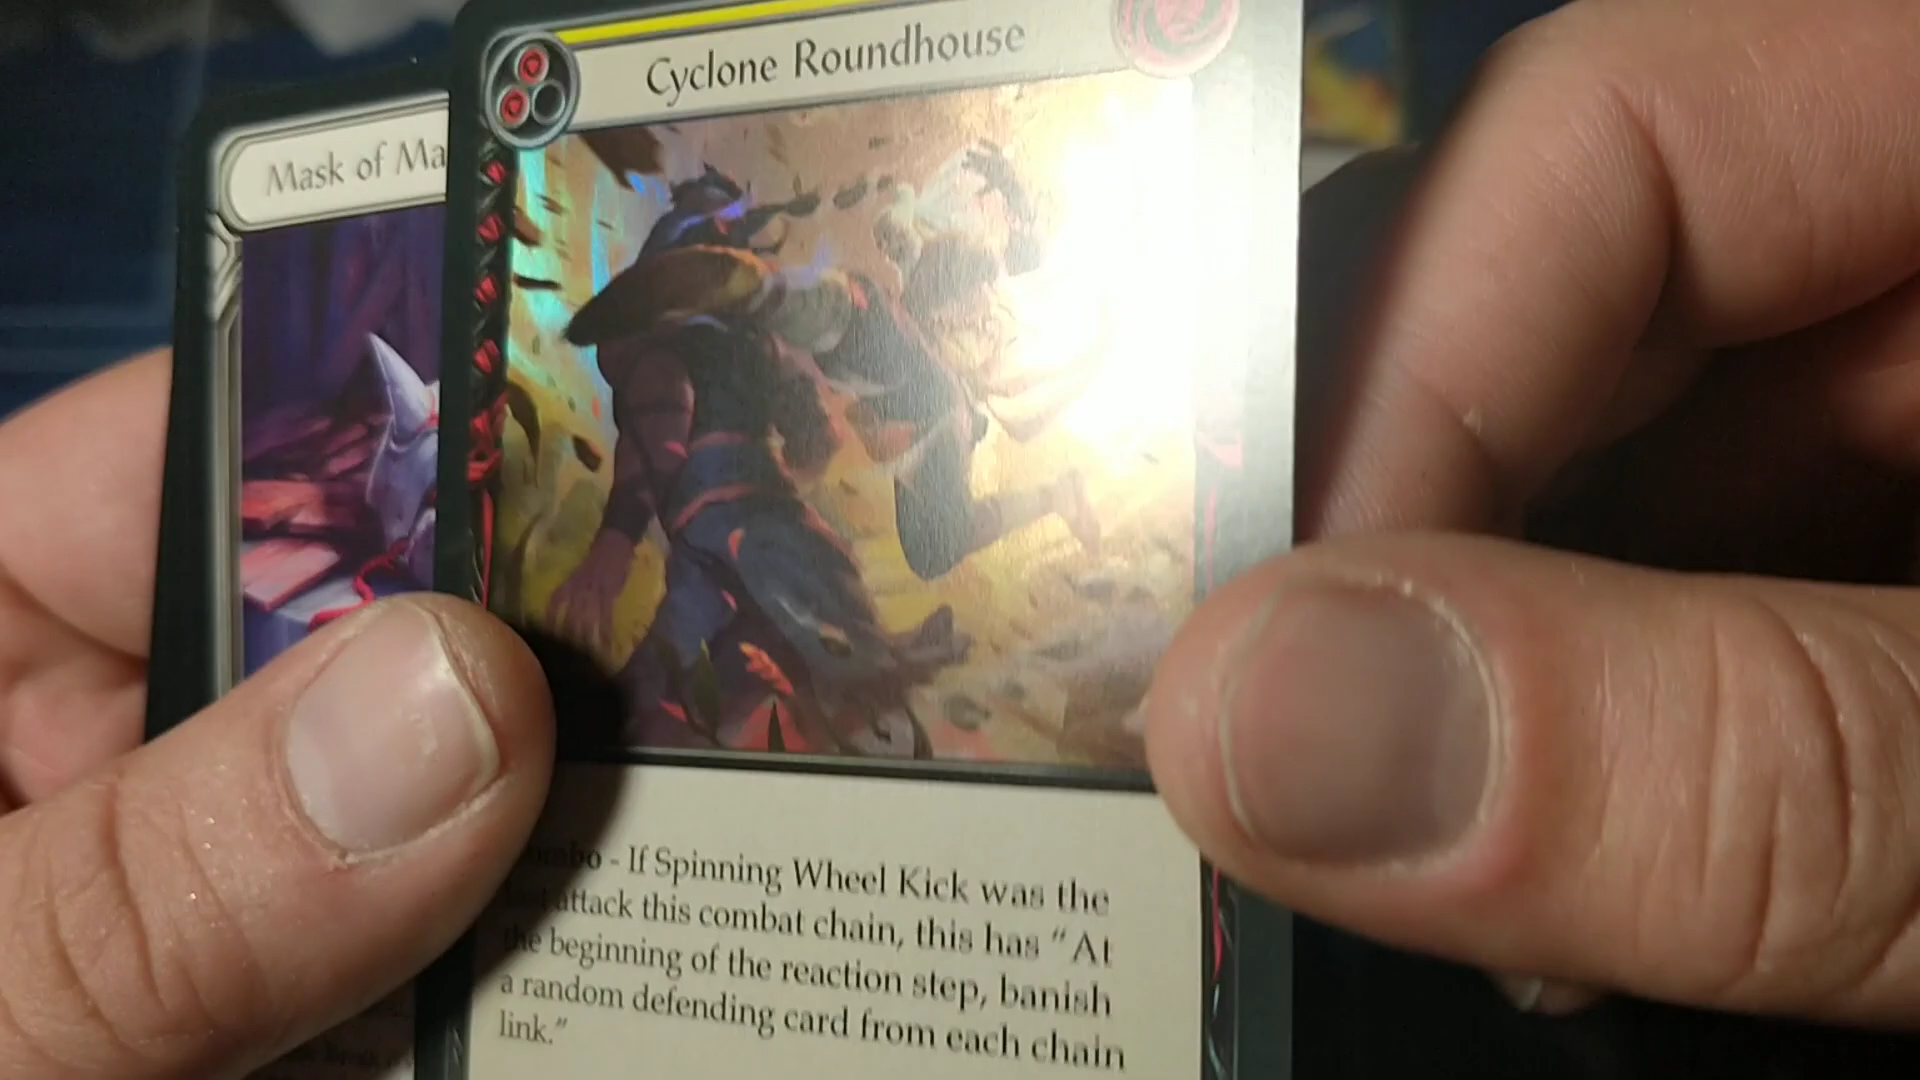 Cyclone Roundhouse
Mask of Ma
- If Spinning Wheel Kick was the
attack this combat chain, this has "At
the beginning of the reaction step, banish
a random defending card from each chain
link."